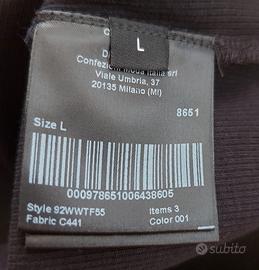 L
Confezioni Moda Italia srl
Viale Umbria, 37
20135 Milano (MI)
8651
Size L
000978651006438605
Style 92WWTF55
Items 3
Fabric C441
Color 001
subito